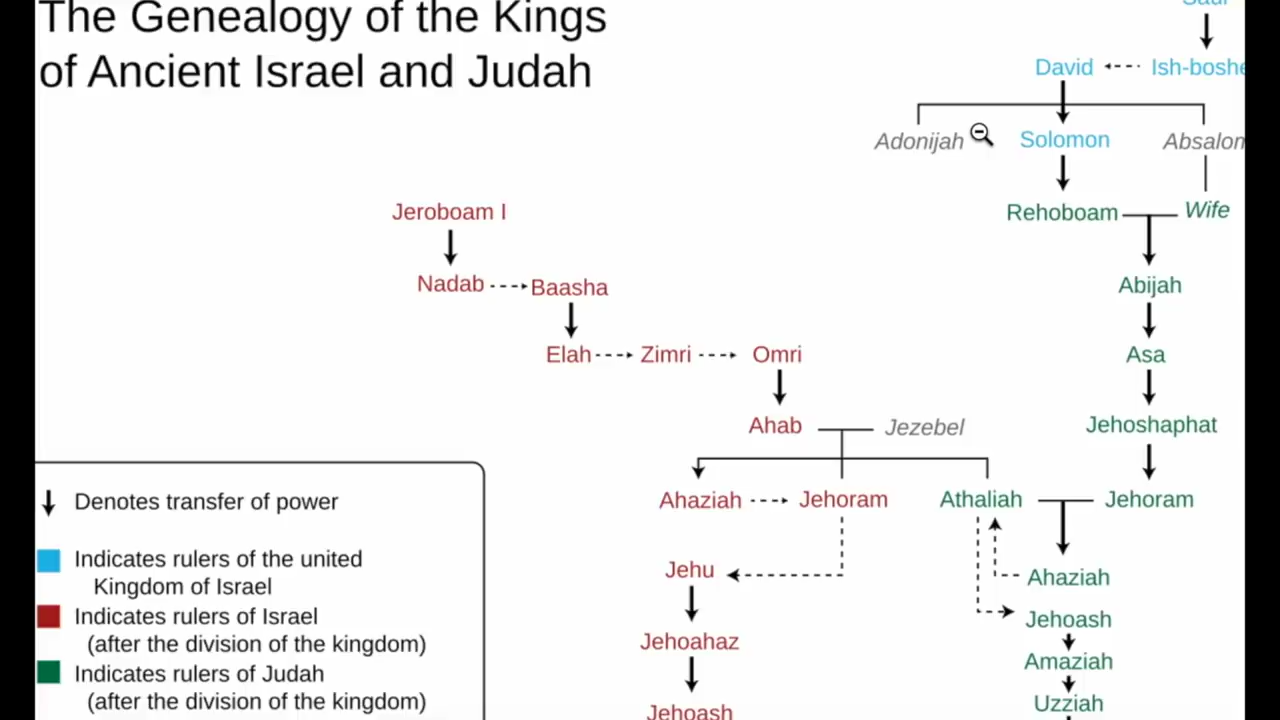 The Genealogy of the Kings
of Ancient Israel and Judah
Saul
David
Adonijah
Solomon
Rehoboam
Wife
Jeroboam I
Nadab
Baasha
Abijah
Elah
Zimri
Omri
Asa
Ahab
Jezebel
Jehoshaphat
Ahaziah
Jehoram
Athaliah
Jehoram
Jehu
Ahaziah
Jehoash
Jehoahaz
Amaziah
Uzziah
Jehoash
Denotes transfer of power
Indicates rulers of the united
Kingdom of Israel
Indicates rulers of Israel
(after the division of the kingdom)
Indicates rulers of Judah
(after the division of the kingdom)